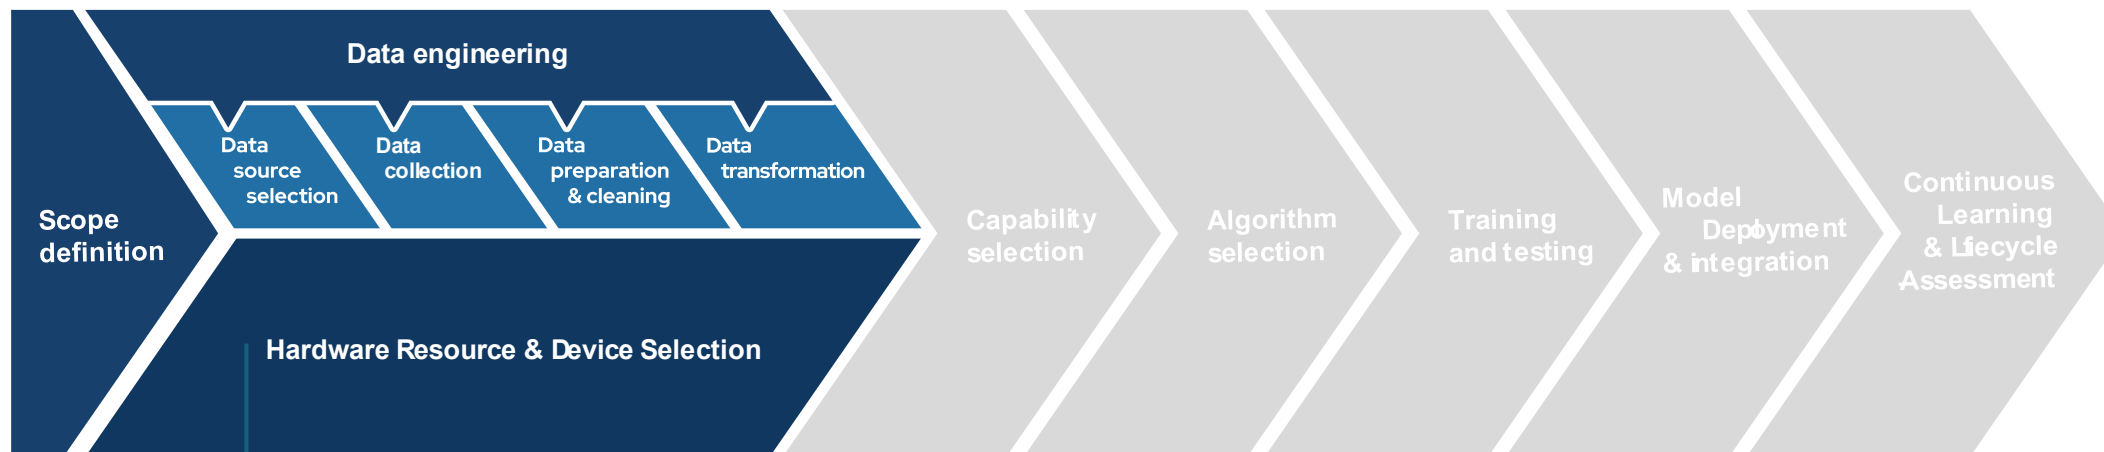 Scope
definition
Data engineering
Data
source
selection
Data
collection
Data
preparation
& cleaning
Data
transformation
Hardware Resource & Device Selection
Capability
selection
Algorithm
selection
Training
and testing
Model
Deployment
& integration
Continuous
Learning
& Lifecycle
Assessment